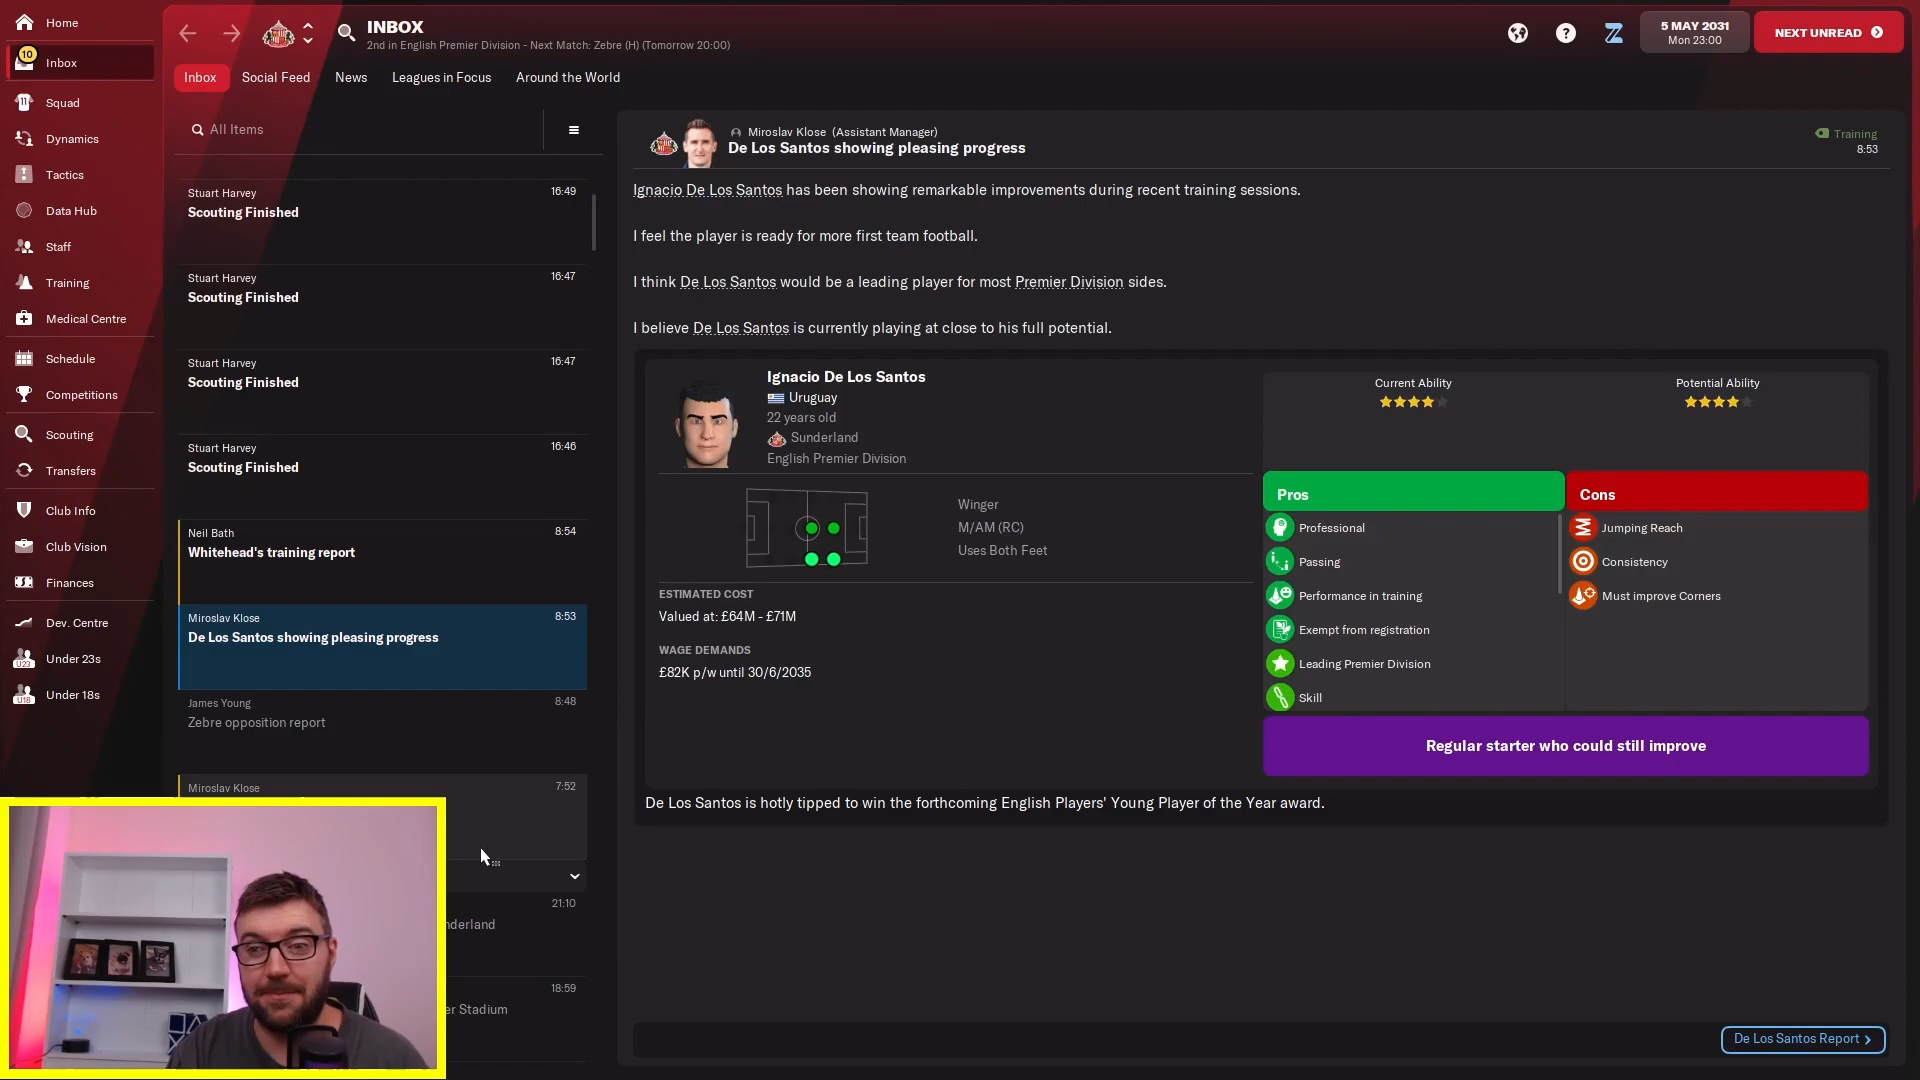 Home
10
Inbox
Squad
Dynamics
Tactics
Data Hub
Staff
Training
Medical Centre
Schedule
Competitions
Scouting
Transfers
Club Info
Club Vision
Finances
Dev. Centre
U23
Under 23s
U18
Under 18s
INBOX
2nd in English Premier Division - Next Match: Zebre (H) (Tomorrow 20:00)
5 MAY 2031
Mon 23:00
NEXT UNREAD
Inbox
Social Feed
News
Leagues in Focus
Around the World
All Items
Stuart Harvey
16:49
Scouting Finished
Stuart Harvey
16:47
Scouting Finished
Stuart Harvey
16:47
Scouting Finished
Stuart Harvey
16:46
Scouting Finished
Neil Bath
8:54
Whitehead's training report
Miroslav Klose
8:53
De Los Santos showing pleasing progress
James Young
8:48
Zebre opposition report
Miroslav Klose
7:52
21:10
nderland
18:59
er Stadium
Miroslav Klose (Assistant Manager)
De Los Santos showing pleasing progress
Training
8:53
Ignacio De Los Santos has been showing remarkable improvements during recent training sessions.
I feel the player is ready for more first team football.
I think De Los Santos would be a leading player for most Premier Division sides.
I believe De Los Santos is currently playing at close to his full potential.
Ignacio De Los Santos
Uruguay
22 years old
Sunderland
English Premier Division
Winger
M/AM (RC)
Uses Both Feet
ESTIMATED COST
Valued at: £64M - £71M
WAGE DEMANDS
£82K p/w until 30/6/2035
Current Ability
Potential Ability
Pros
Cons
Professional
Passing
Performance in training
Exempt from registration
Leading Premier Division
Skill
Jumping Reach
Consistency
Must improve Corners
Regular starter who could still improve
De Los Santos is hotly tipped to win the forthcoming English Players' Young Player of the Year award.
De Los Santos Report